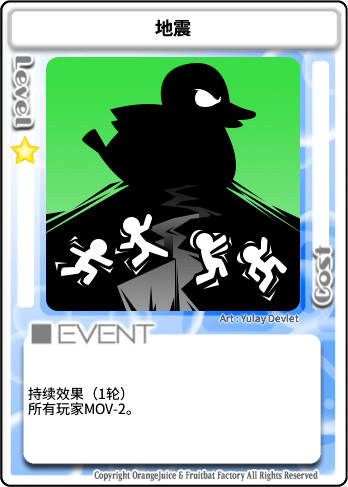 地震
Level
Cost
Art : Yulay Devlet
EVENT
持续效果（1轮）
所有玩家MOV-2。
Copyright OrangeJuice & Fruitbat Factory All Rights Reserved